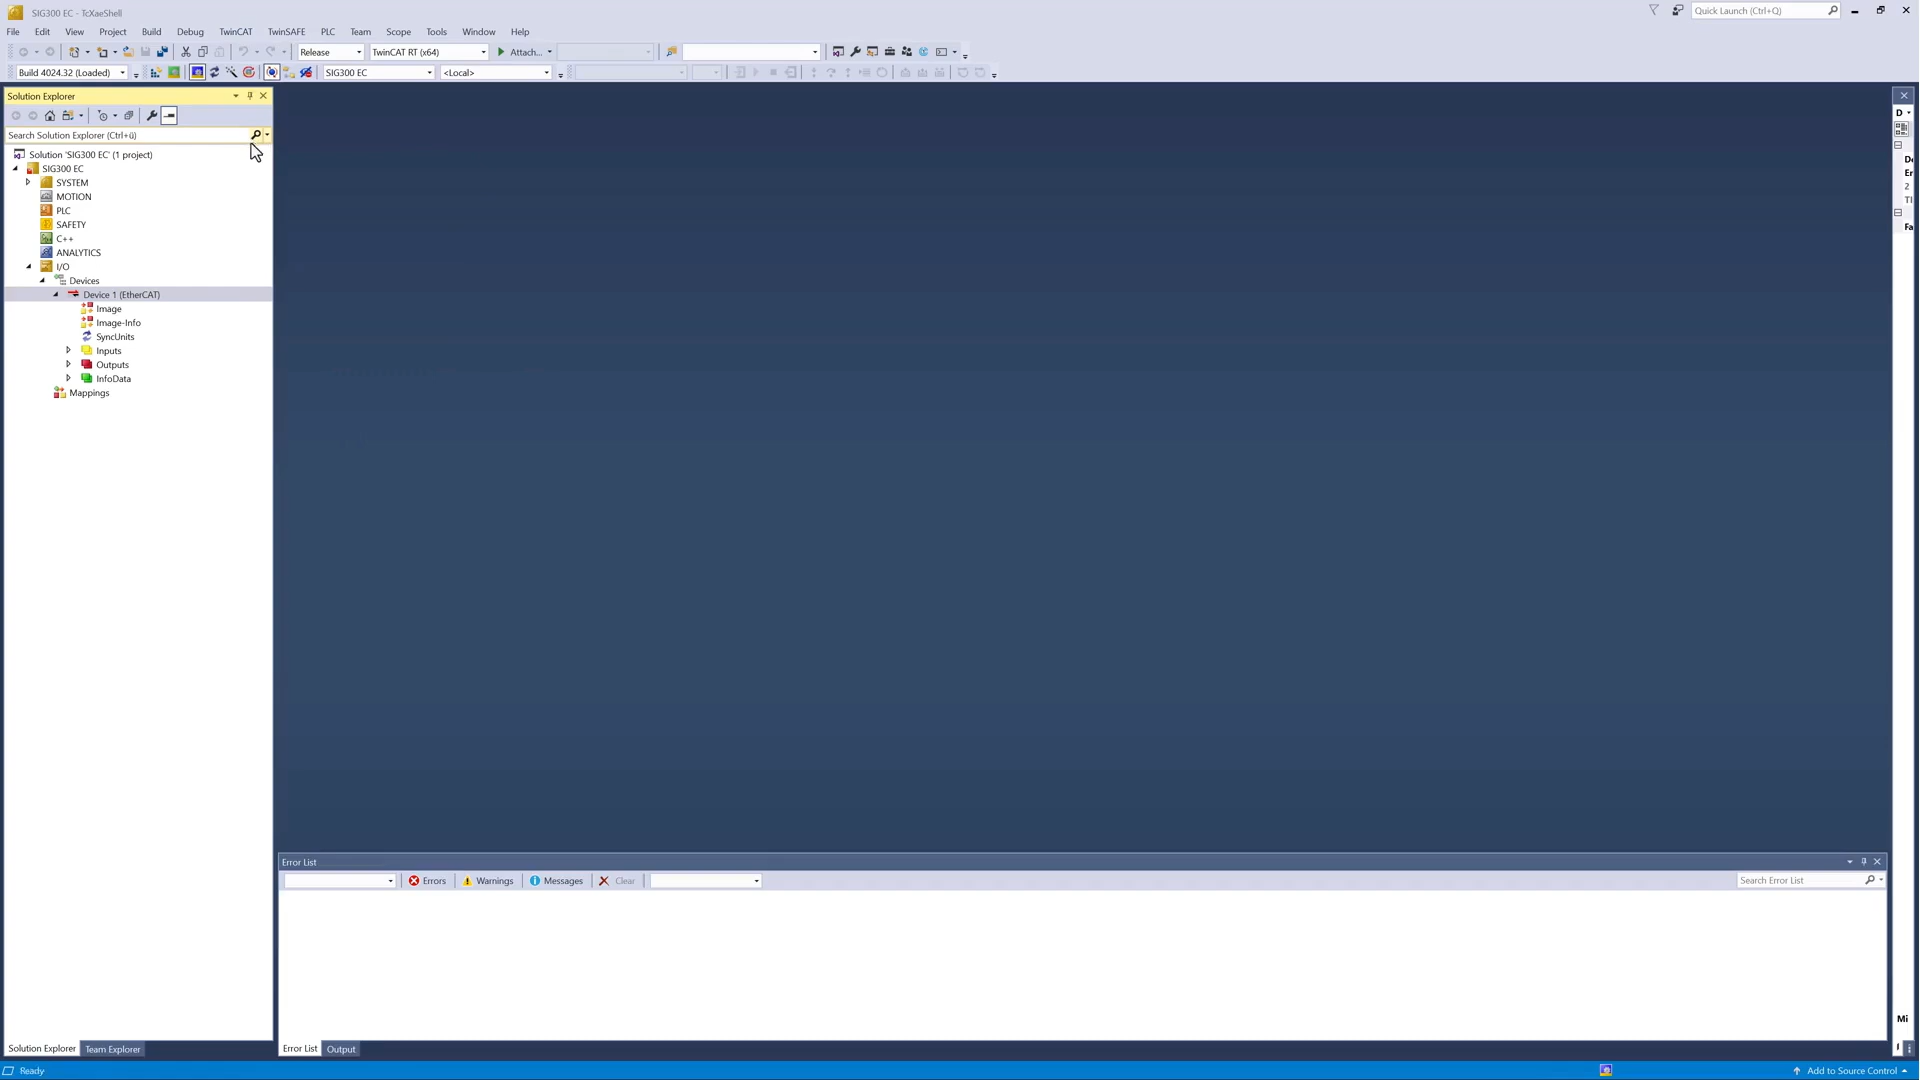 SIG300 EC - TcXaeShell
Quick Launch (Ctrl+Q)
File Edit View Project Build Debug TwinCAT TwinSAFE PLC Team Scope Tools Window Help
Release TwinCAT RT (x64) Attach...
Build 4024.32 (Loaded) SIG300 EC <Local>
Solution Explorer
Search Solution Explorer (Ctrl+ü)
Solution 'SIG300 EC' (1 project)
SIG300 EC
SYSTEM
MOTION
PLC
SAFETY
C++
ANALYTICS
I/O
Devices
Device 1 (EtherCAT)
Image
Image-Info
SyncUnits
Inputs
Outputs
InfoData
Mappings
D
Er
2
Fa
Mi
Error List
Errors Warnings Messages Clear
Search Error List
Solution Explorer Team Explorer
Error List Output
Ready
Add to Source Control